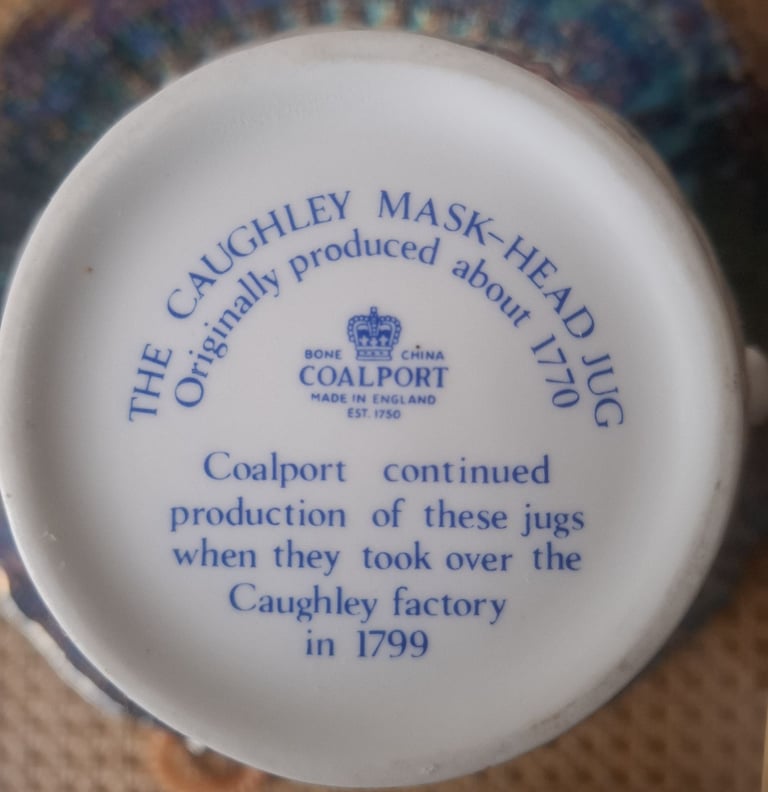 THE CAUGHLEY MASK-HEAD JUG
Originally produced about 1770
BONE CHINA
COALPORT
MADE IN ENGLAND
EST. 1750
Coalport continued
production of these jugs
when they took over the
Caughley factory
in 1799